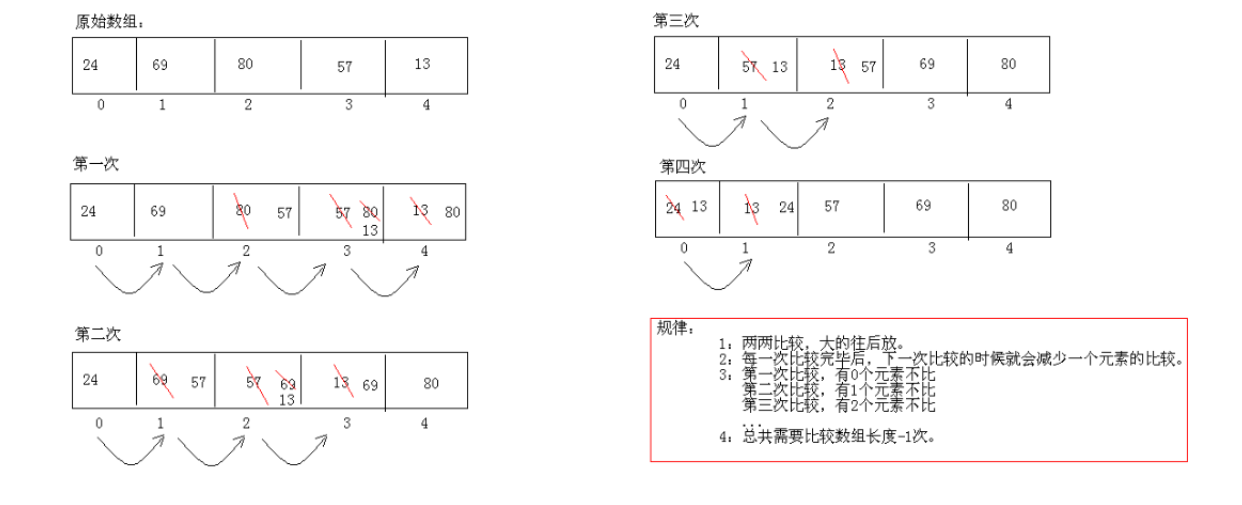 原始数组:
24 69 80 57 13
0 1 2 3 4
第一次
24 69 80 57 57 80 13 80
13
0 1 2 3 4
第二次
24 69 57 57 69 13 69 80
13
0 1 2 3 4
第三次
24 57 13 13 57 69 80
0 1 2 3 4
第四次
24 13 13 24 57 69 80
0 1 2 3 4
规律:
1: 两两比较, 大的往后放。
2: 每一次比较完毕后, 下一次比较的时候就会减少一个元素的比较。
3: 第一次比较, 有0个元素不比
第二次比较, 有1个元素不比
第三次比较, 有2个元素不比
...
4: 总共需要比较数组长度-1次。